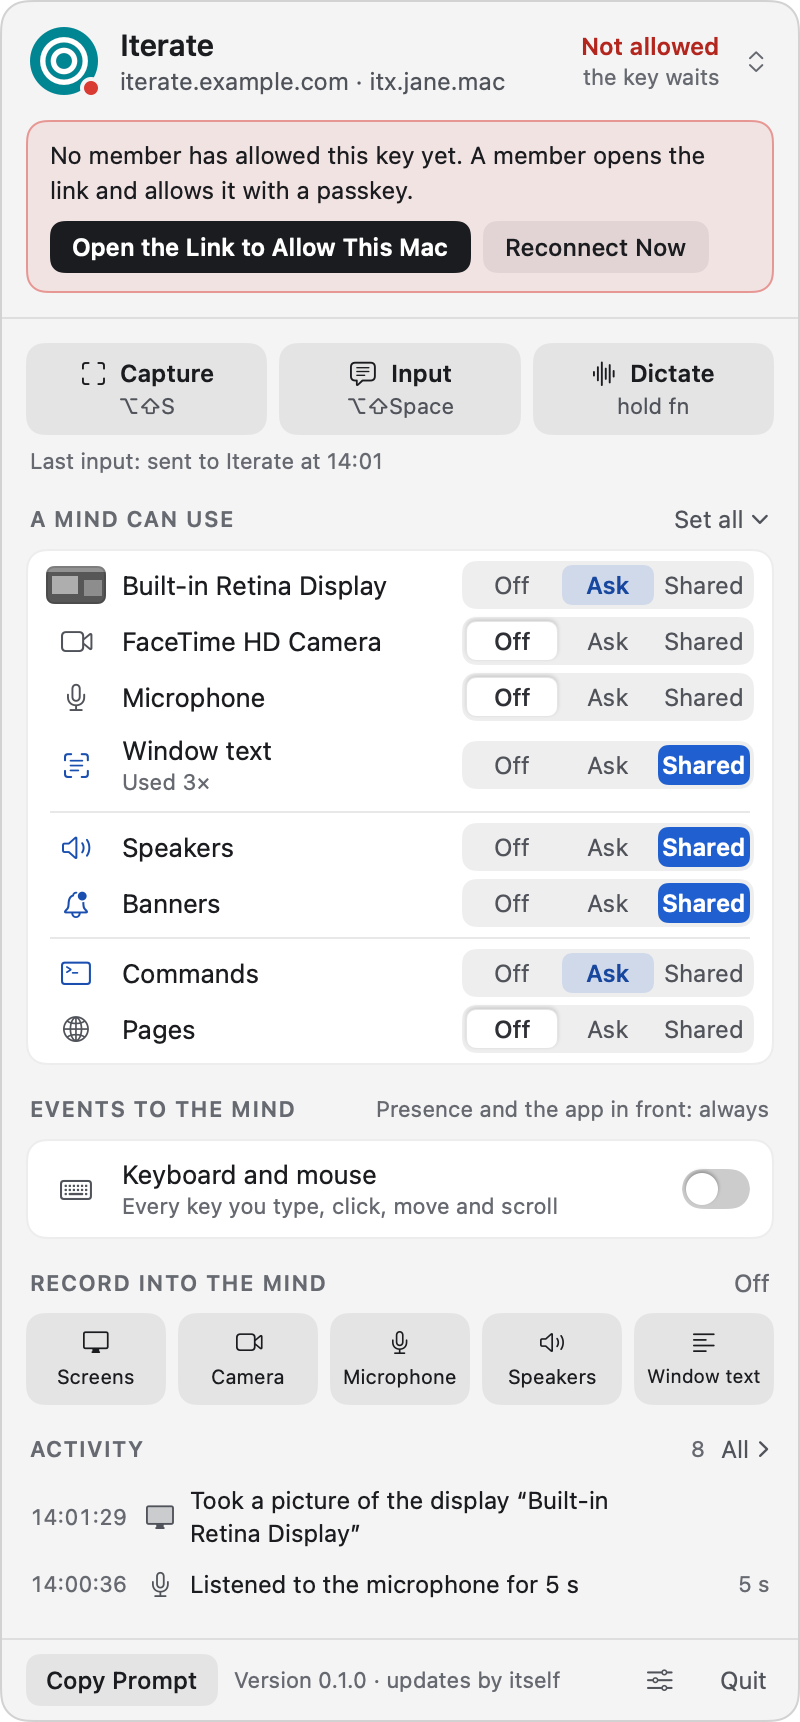 Iterate
iterate.example.com · itx.jane.mac
Not allowed
the key waits
No member has allowed this key yet. A member opens the
link and allows it with a passkey.
Open the Link to Allow This Mac
Reconnect Now
Capture
⌥⇧S
Input
⌥⇧Space
Dictate
hold fn
Last input: sent to Iterate at 14:01
A MIND CAN USE
Set all
Built-in Retina Display
Off Ask Shared
FaceTime HD Camera
Off Ask Shared
Microphone
Off Ask Shared
Window text
Used 3×
Off Ask Shared
Speakers
Off Ask Shared
Banners
Off Ask Shared
Commands
Off Ask Shared
Pages
Off Ask Shared
EVENTS TO THE MIND
Presence and the app in front: always
Keyboard and mouse
Every key you type, click, move and scroll
RECORD INTO THE MIND
Off
Screens
Camera
Microphone
Speakers
Window text
ACTIVITY
8 All
14:01:29
Took a picture of the display “Built-in
Retina Display”
14:00:36
Listened to the microphone for 5 s
5 s
Copy Prompt
Version 0.1.0 · updates by itself
Quit